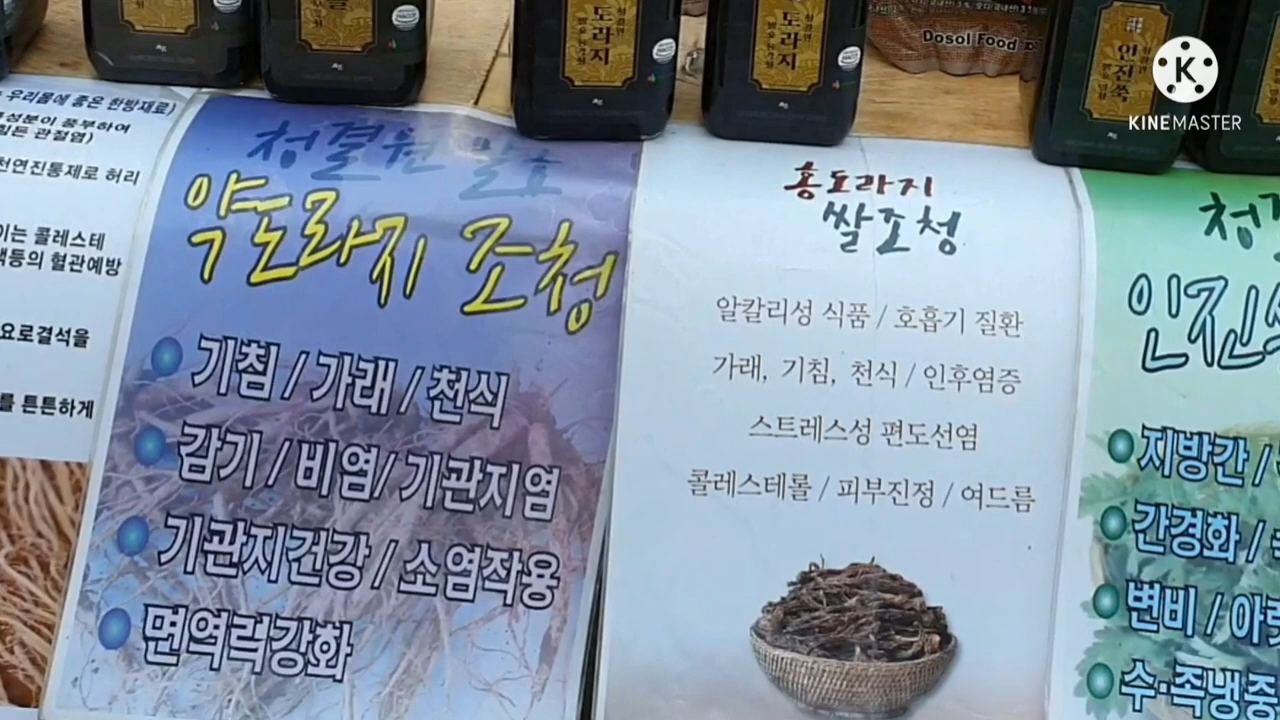 도라지
도라지
Dosol Food
인진쑥
KINEMASTER
우리몸에 좋은 한방재료)
성분이 풍부하여
힘든 관절염)
천연진통제로 허리
콜레스테
혈관예방
요로결석을
튼튼하게
청결원 발효
약도라지 조청
기침 / 가래 / 천식
감기 / 비염 / 기관지염
기관지건강 / 소염작용
면역력강화
홍도라지
쌀조청
알칼리성 식품 / 호흡기 질환
가래, 기침, 천식 / 인후염증
스트레스성 편도선염
콜레스테롤 / 피부진정 / 여드름
지방간 /
간경화 /
변비 /
수·족냉증